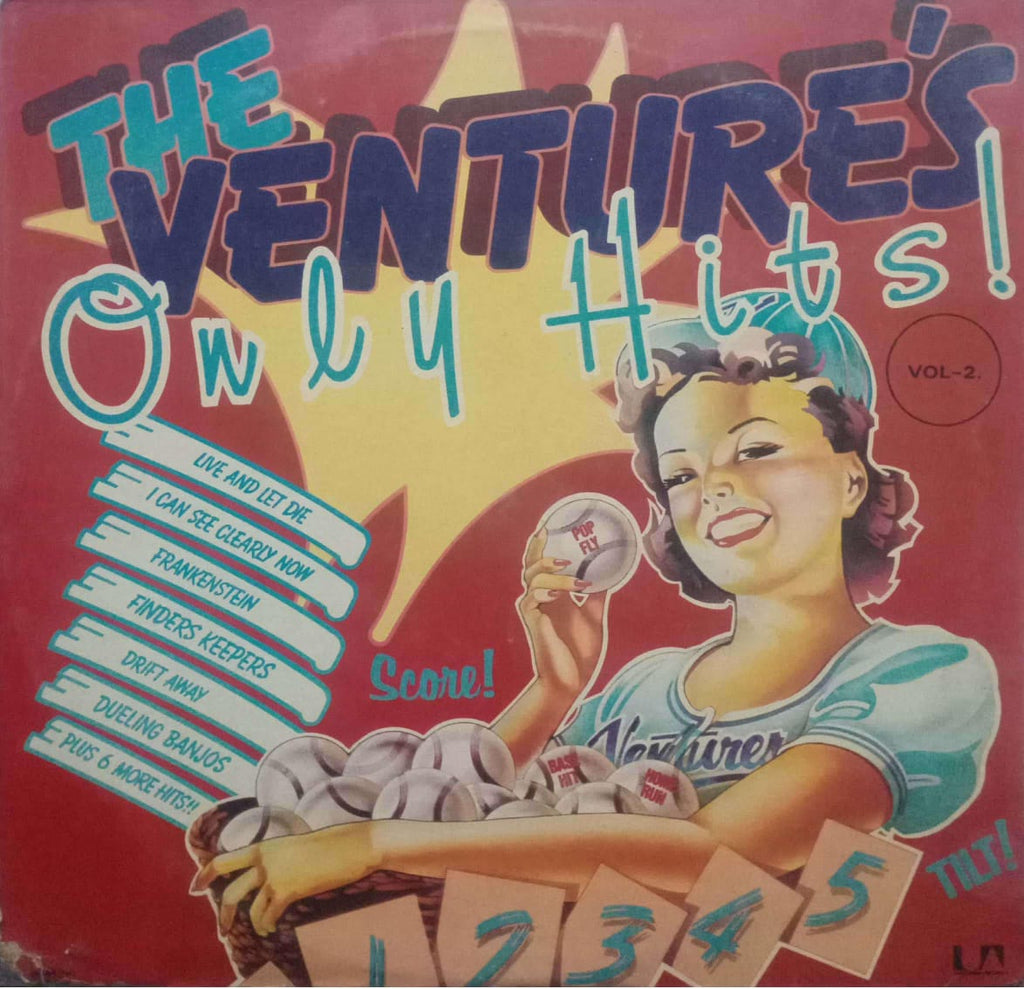 THE
VENTURE'S
Only Hits!
VOL-2.
LIVE AND LET DIE
I CAN SEE CLEARLY NOW
FRANKENSTEIN
FINDERS KEEPERS
DRIFT AWAY
DUELING BANJOS
PLUS 6 MORE HITS!!
POP
FLY
Score!
Ventures
BASE
HIT
HOME
RUN
TILT!
1 2 3 4 5
UA